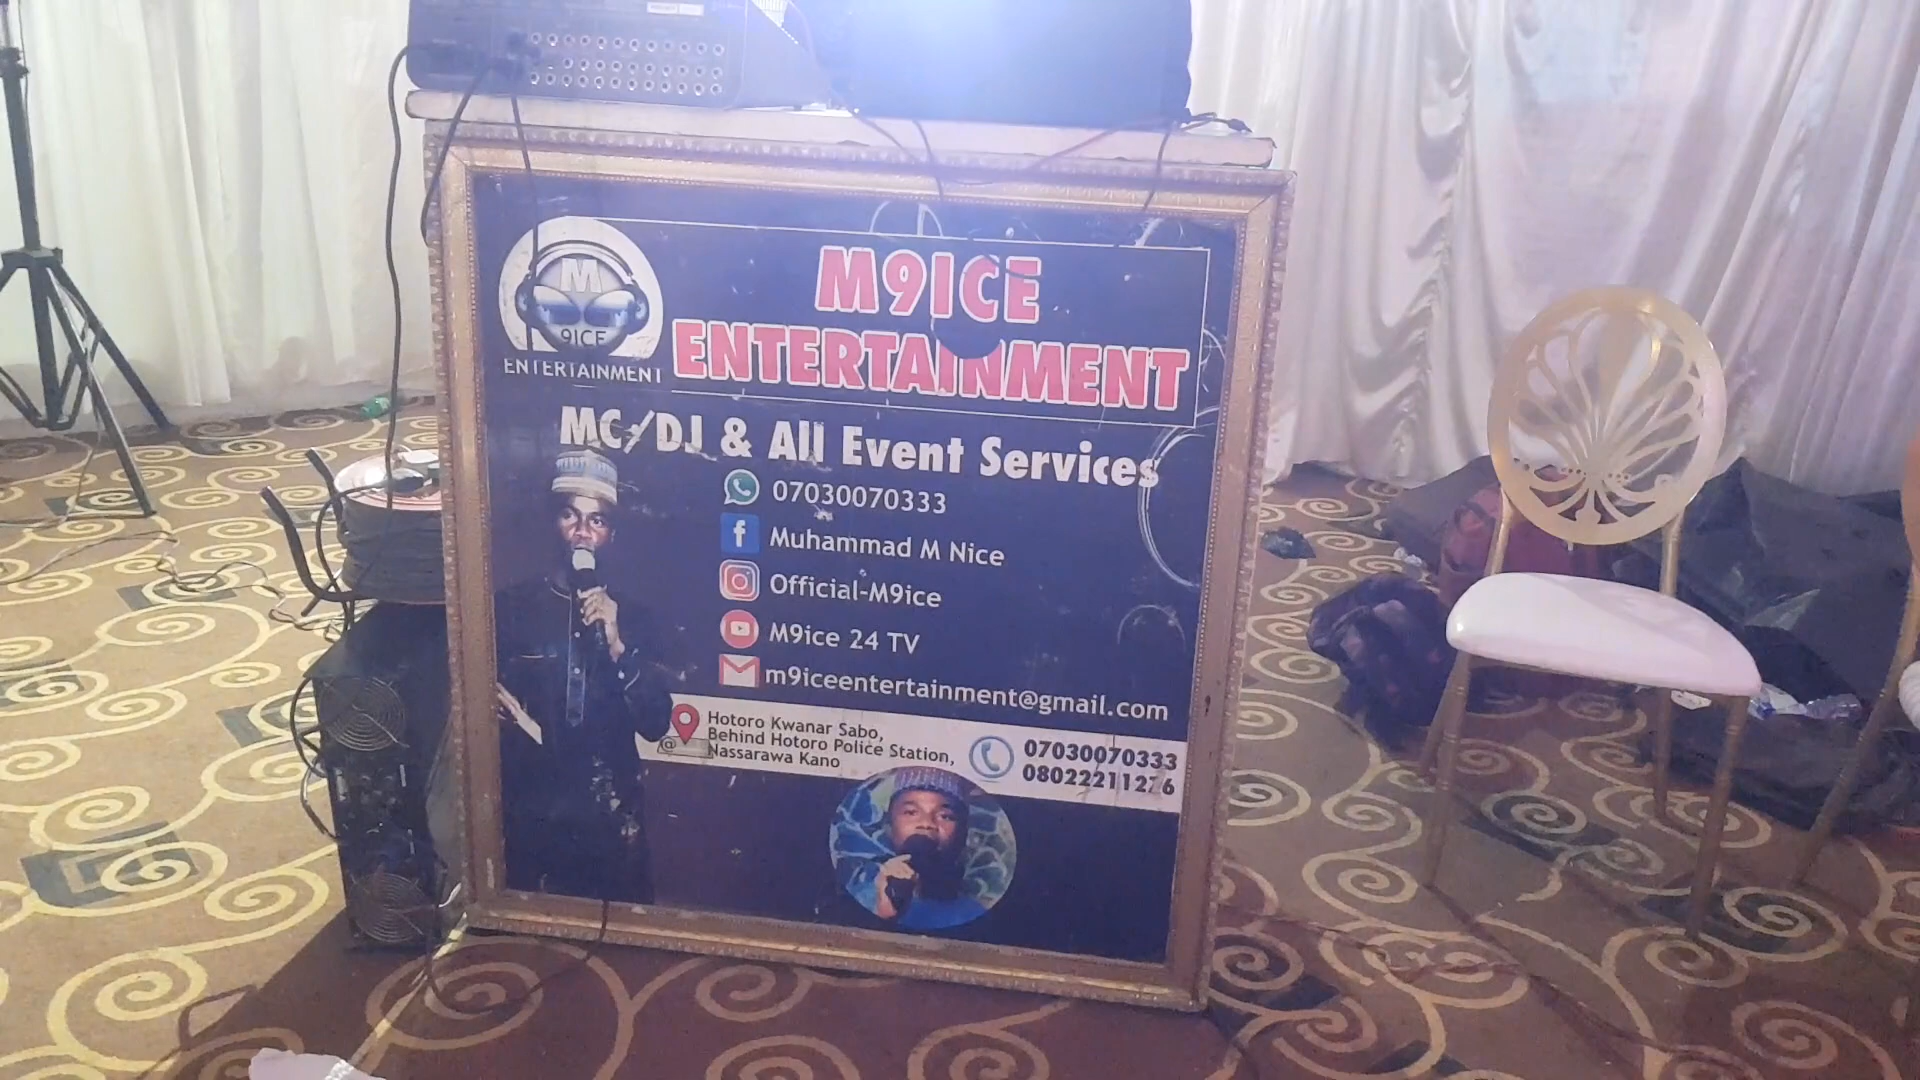 M
9ICE
ENTERTAINMENT
M9ICE
ENTERTAINMENT
MC/DJ & All Event Services
07030070333
Muhammad M Nice
Official-M9ice
M9ice 24 TV
m9iceentertainment@gmail.com
Hotoro Kwanar Sabo,
Behind Hotoro Police Station,
Nassarawa Kano
@
07030070333